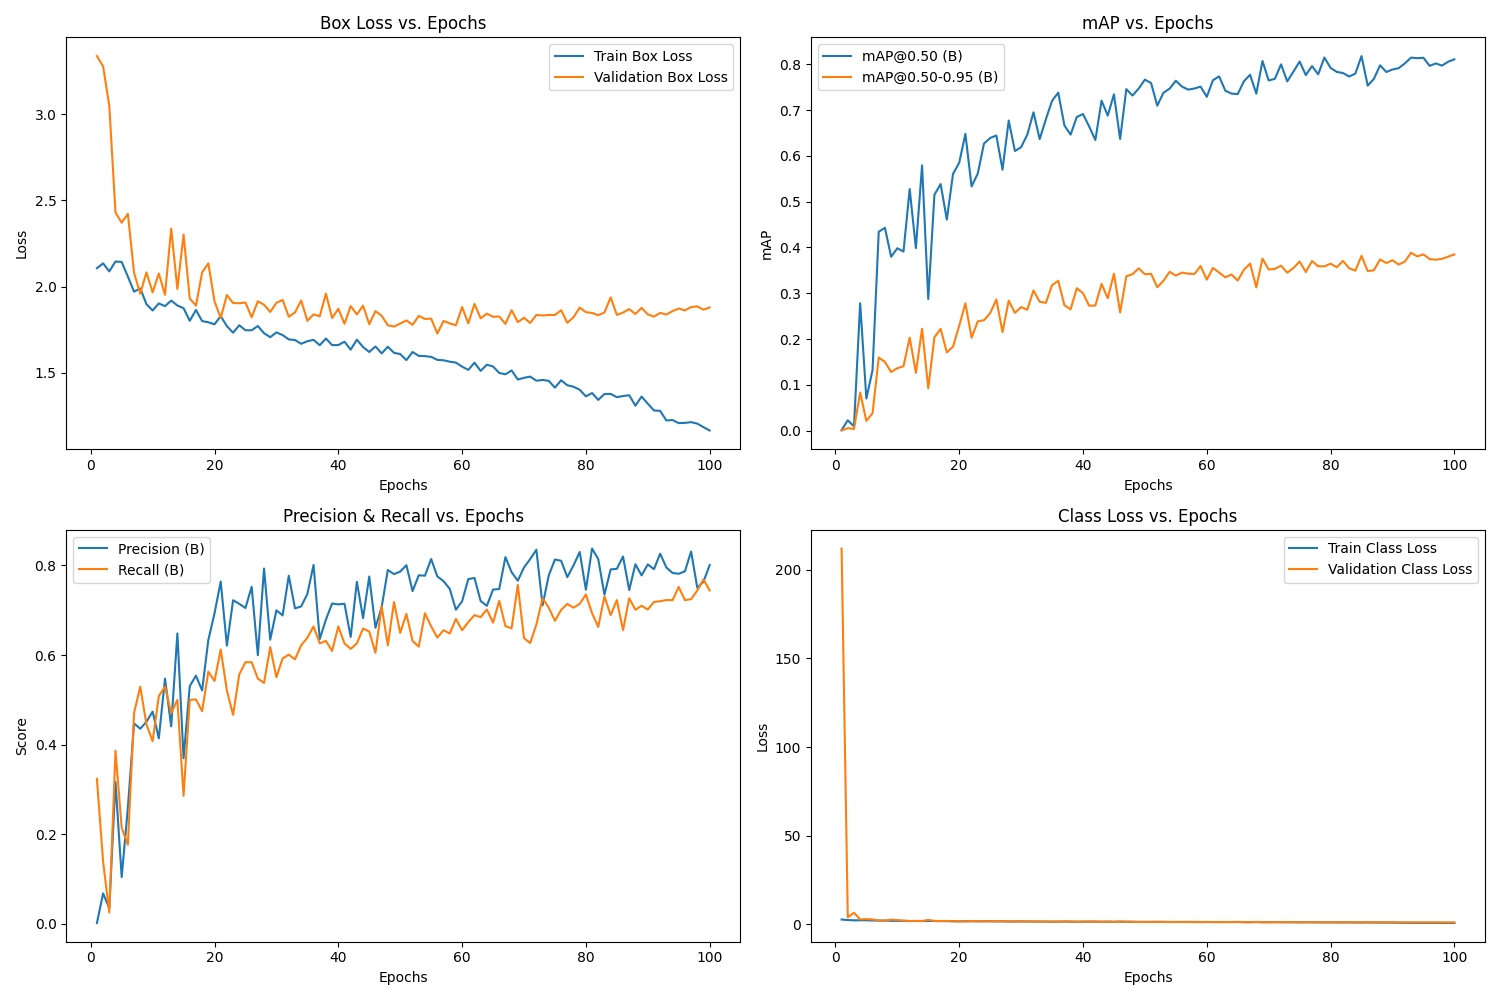 Box Loss vs. Epochs
Train Box Loss
Validation Box Loss
3.0
2.5
2.0
1.5
Loss
0 20 40 60 80 100
Epochs
mAP vs. Epochs
mAP@0.50 (B)
mAP@0.50-0.95 (B)
0.8
0.7
0.6
0.5
0.4
0.3
0.2
0.1
0.0
mAP
0 20 40 60 80 100
Epochs
Precision & Recall vs. Epochs
Precision (B)
Recall (B)
0.8
0.6
0.4
0.2
0.0
Score
0 20 40 60 80 100
Epochs
Class Loss vs. Epochs
Train Class Loss
Validation Class Loss
200
150
100
50
0
Loss
0 20 40 60 80 100
Epochs